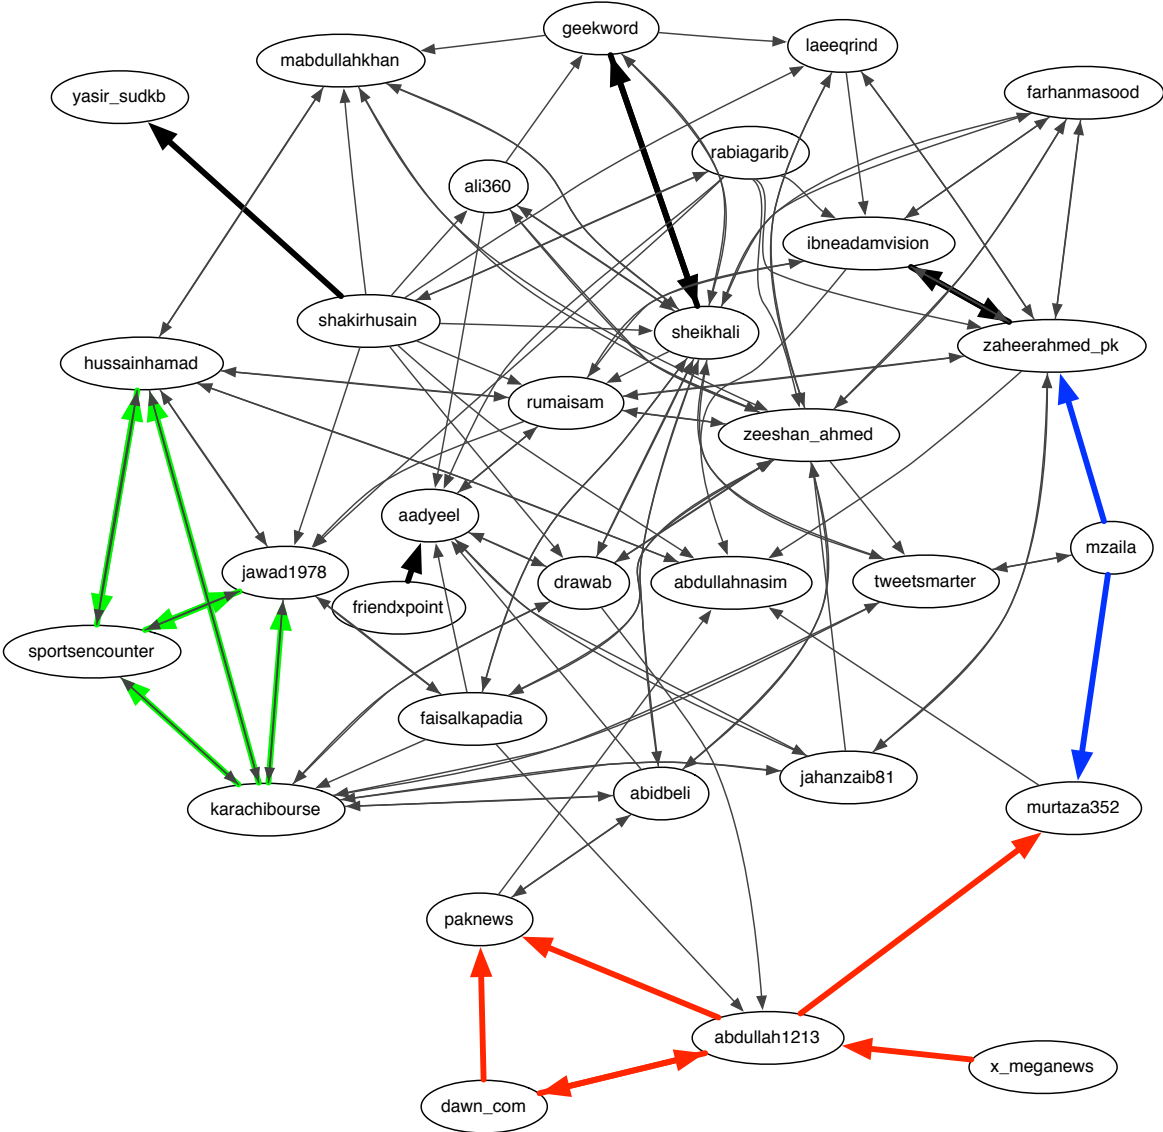 geekword
laeeqrind
mabdullahkhan
yasir_sudkb
farhanmasood
rabiagarib
ali360
ibneadamvision
shakirhusain
sheikhali
zaheerahmed_pk
hussainhamad
rumaisam
zeeshan_ahmed
aadyeel
mzaila
jawad1978
drawab
abdullahnasim
tweetsmarter
friendxpoint
sportsencounter
faisalkapadia
jahanzaib81
karachibourse
abidbeli
murtaza352
paknews
abdullah1213
x_meganews
dawn_com